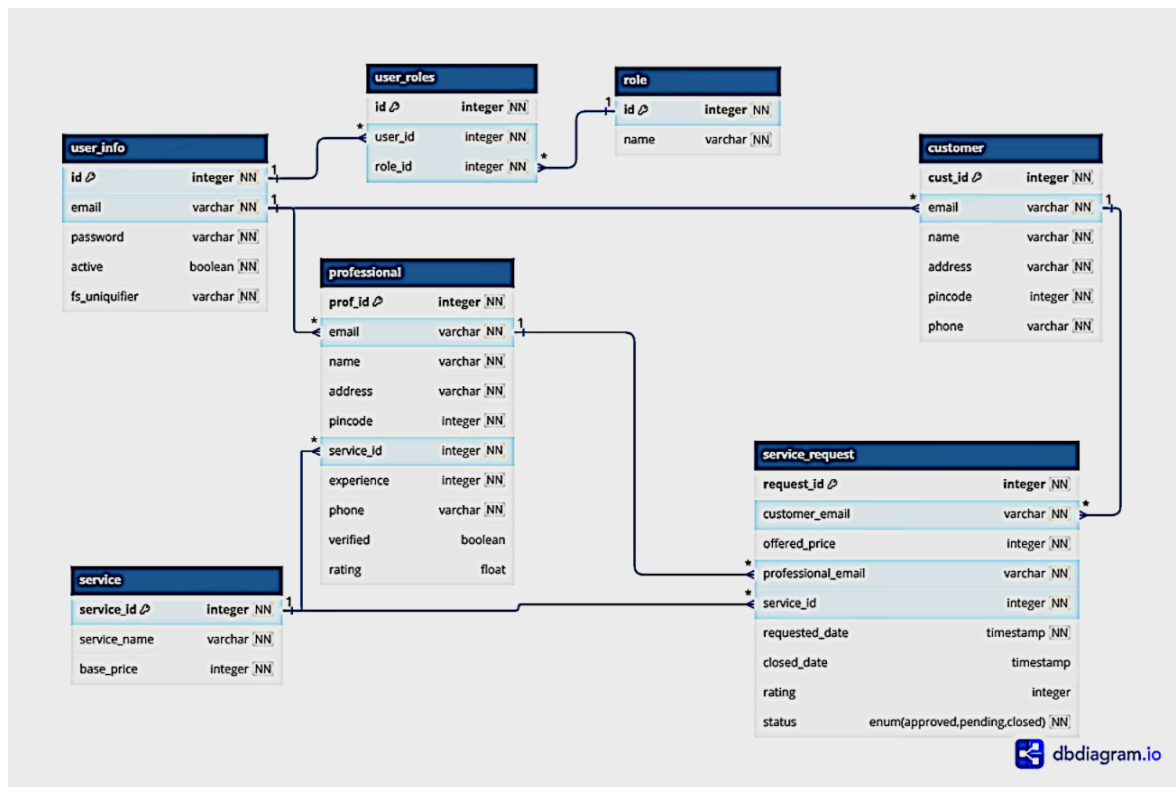 user_roles
id integer NN
user_id integer NN
role_id integer NN
role
id integer NN
name varchar NN
user_info
id integer NN
email varchar NN
password varchar NN
active boolean NN
fs_uniquifier varchar NN
customer
cust_id integer NN
email varchar NN
name varchar NN
address varchar NN
pincode integer NN
phone varchar NN
professional
prof_id integer NN
email varchar NN
name varchar NN
address varchar NN
pincode integer NN
service_id integer NN
experience integer NN
phone varchar NN
verified boolean
rating float
service_request
request_id integer NN
customer_email varchar NN
offered_price integer NN
professional_email varchar NN
service_id integer NN
requested_date timestamp NN
closed_date timestamp
rating integer
status enum(approved,pending,closed) NN
service
service_id integer NN
service_name varchar NN
base_price integer NN
1
*
1
*
1
*
*
1
*
1
*
1
*
*
dbdiagram.io